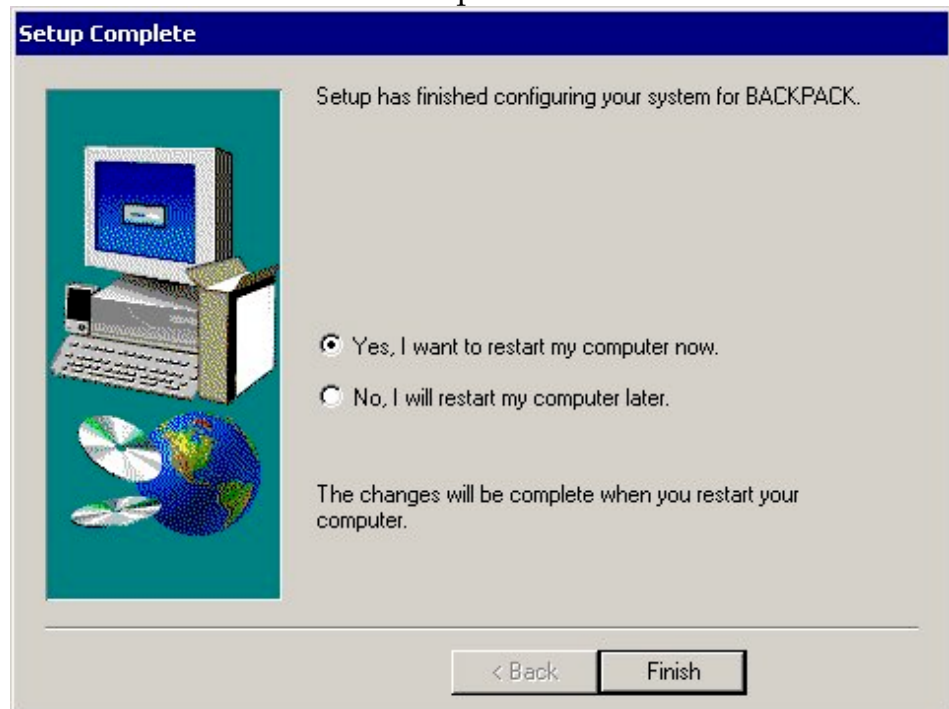 Setup Complete
Setup has finished configuring your system for BACKPACK.
Yes, I want to restart my computer now.
No, I will restart my computer later.
The changes will be complete when you restart your
computer.
< Back
Finish